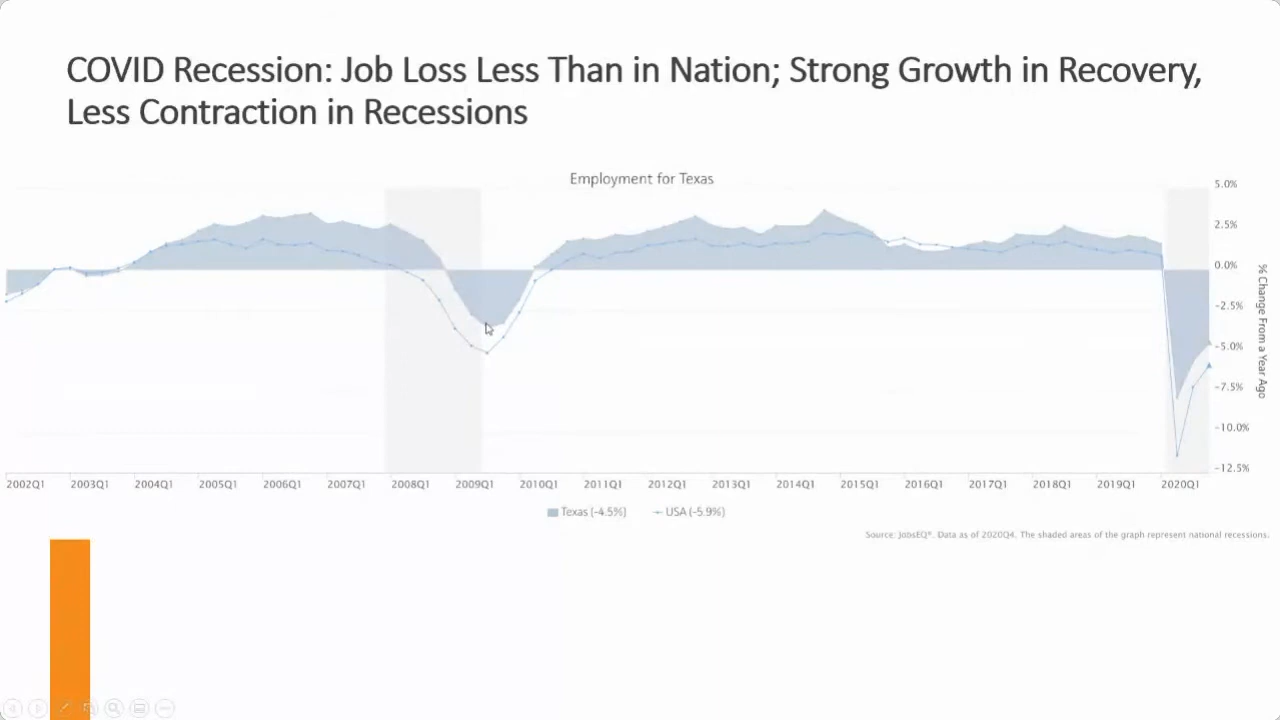 COVID Recession: Job Loss Less Than in Nation; Strong Growth in Recovery,
Less Contraction in Recessions
Employment for Texas
5.0%
2.5%
0.0%
-2.5%
-5.0%
-7.5%
-10.0%
-12.5%
% Change From a Year Ago
2002Q1 2003Q1 2004Q1 2005Q1 2006Q1 2007Q1 2008Q1 2009Q1 2010Q1 2011Q1 2012Q1 2013Q1 2014Q1 2015Q1 2016Q1 2017Q1 2018Q1 2019Q1 2020Q1
Texas (-4.5%) USA (-5.9%)
Source: JobsEQ®. Data as of 2020Q4. The shaded areas of the graph represent national recessions.